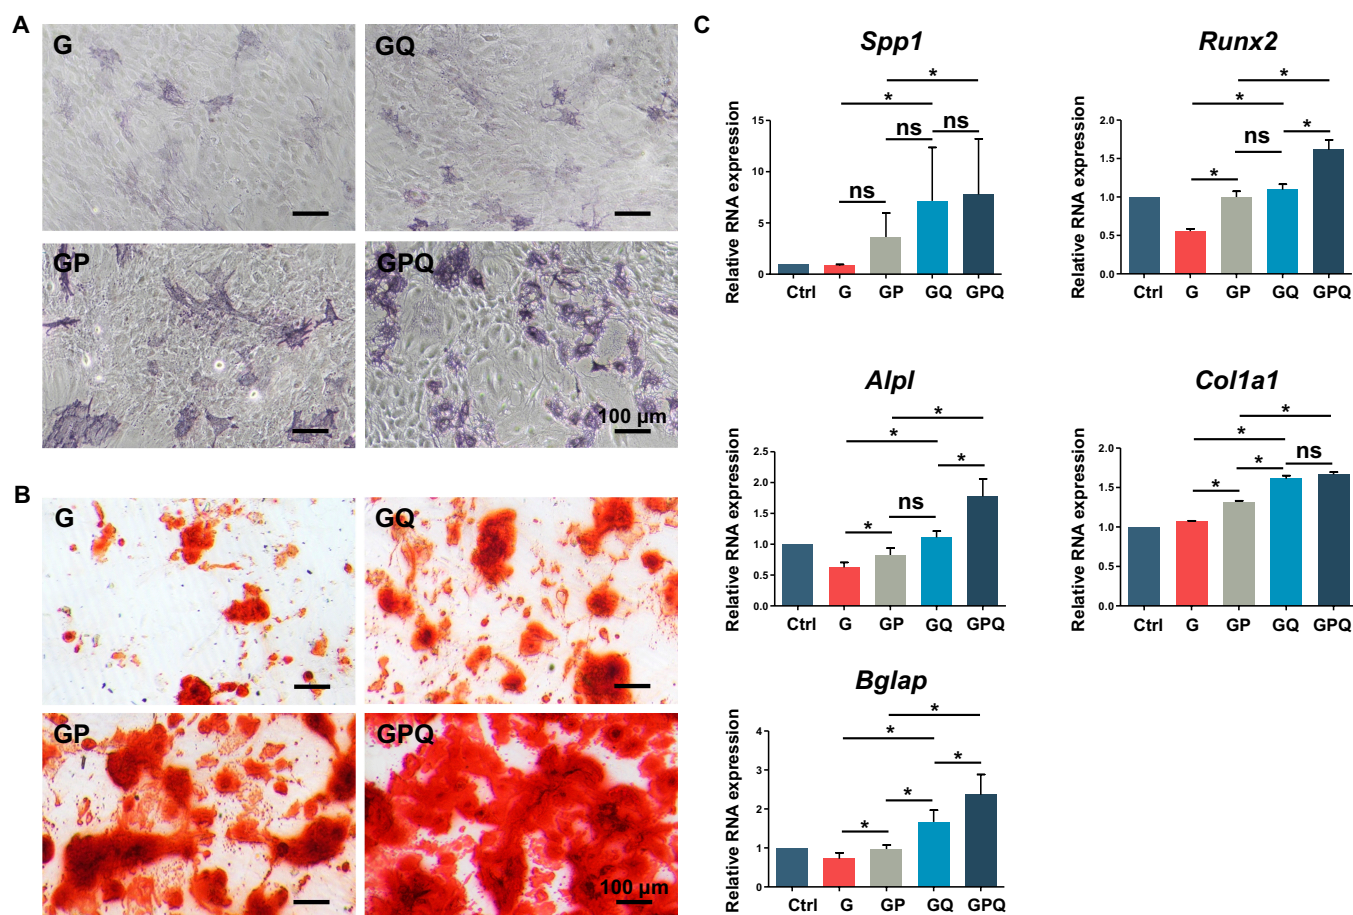 A
G
GQ
GP
GPQ
100 μm
B
G
GQ
GP
GPQ
100 μm
C
Spp1
Relative RNA expression
15
10
5
0
*
*
ns
ns
ns
Ctrl G GP GQ GPQ
Runx2
Relative RNA expression
2.0
1.5
1.0
0.5
0.0
*
*
*
ns
*
Ctrl G GP GQ GPQ
Alpl
Relative RNA expression
2.5
2.0
1.5
1.0
0.5
0.0
*
*
*
ns
*
Ctrl G GP GQ GPQ
Col1a1
Relative RNA expression
2.0
1.5
1.0
0.5
0.0
*
*
ns
*
*
Ctrl G GP GQ GPQ
Bglap
Relative RNA expression
4
3
2
1
0
*
*
*
*
*
Ctrl G GP GQ GPQ